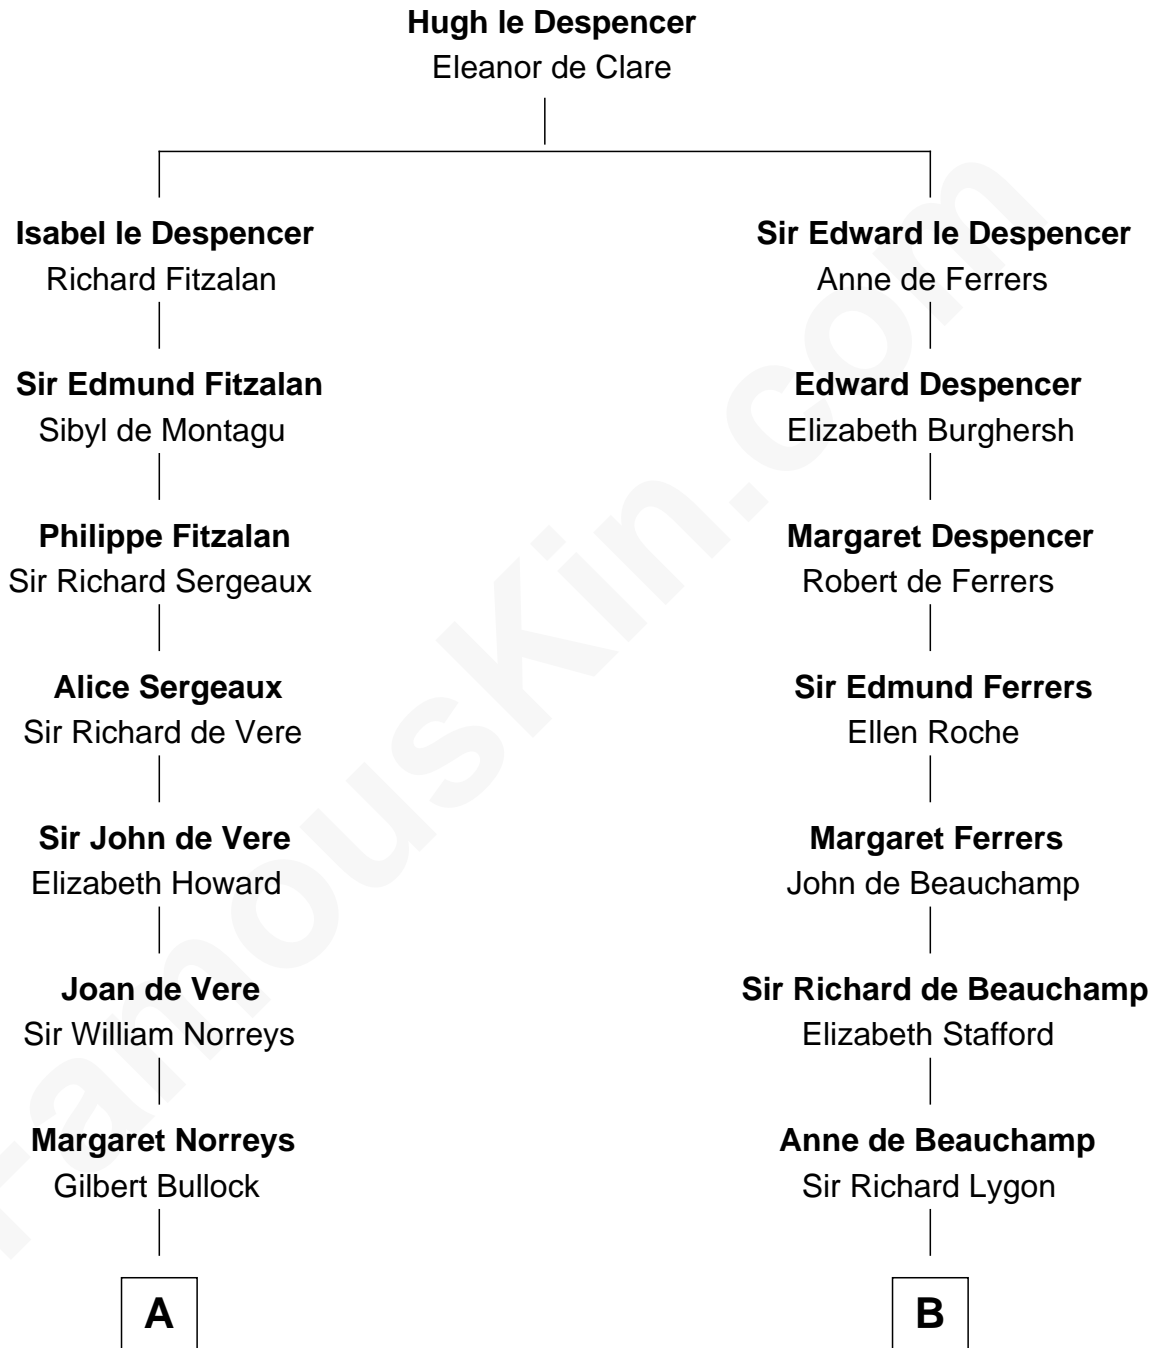 Hugh le Despencer
Eleanor de Clare
Isabel le Despencer
Richard Fitzalan
Sir Edmund Fitzalan
Sibyl de Montagu
Philippe Fitzalan
Sir Richard Sergeaux
Alice Sergeaux
Sir Richard de Vere
Sir John de Vere
Elizabeth Howard
Joan de Vere
Sir William Norreys
Margaret Norreys
Gilbert Bullock
A
Sir Edward le Despencer
Anne de Ferrers
Edward Despencer
Elizabeth Burghersh
Margaret Despencer
Robert de Ferrers
Sir Edmund Ferrers
Ellen Roche
Margaret Ferrers
John de Beauchamp
Sir Richard de Beauchamp
Elizabeth Stafford
Anne de Beauchamp
Sir Richard Lygon
B
FamousKin.com